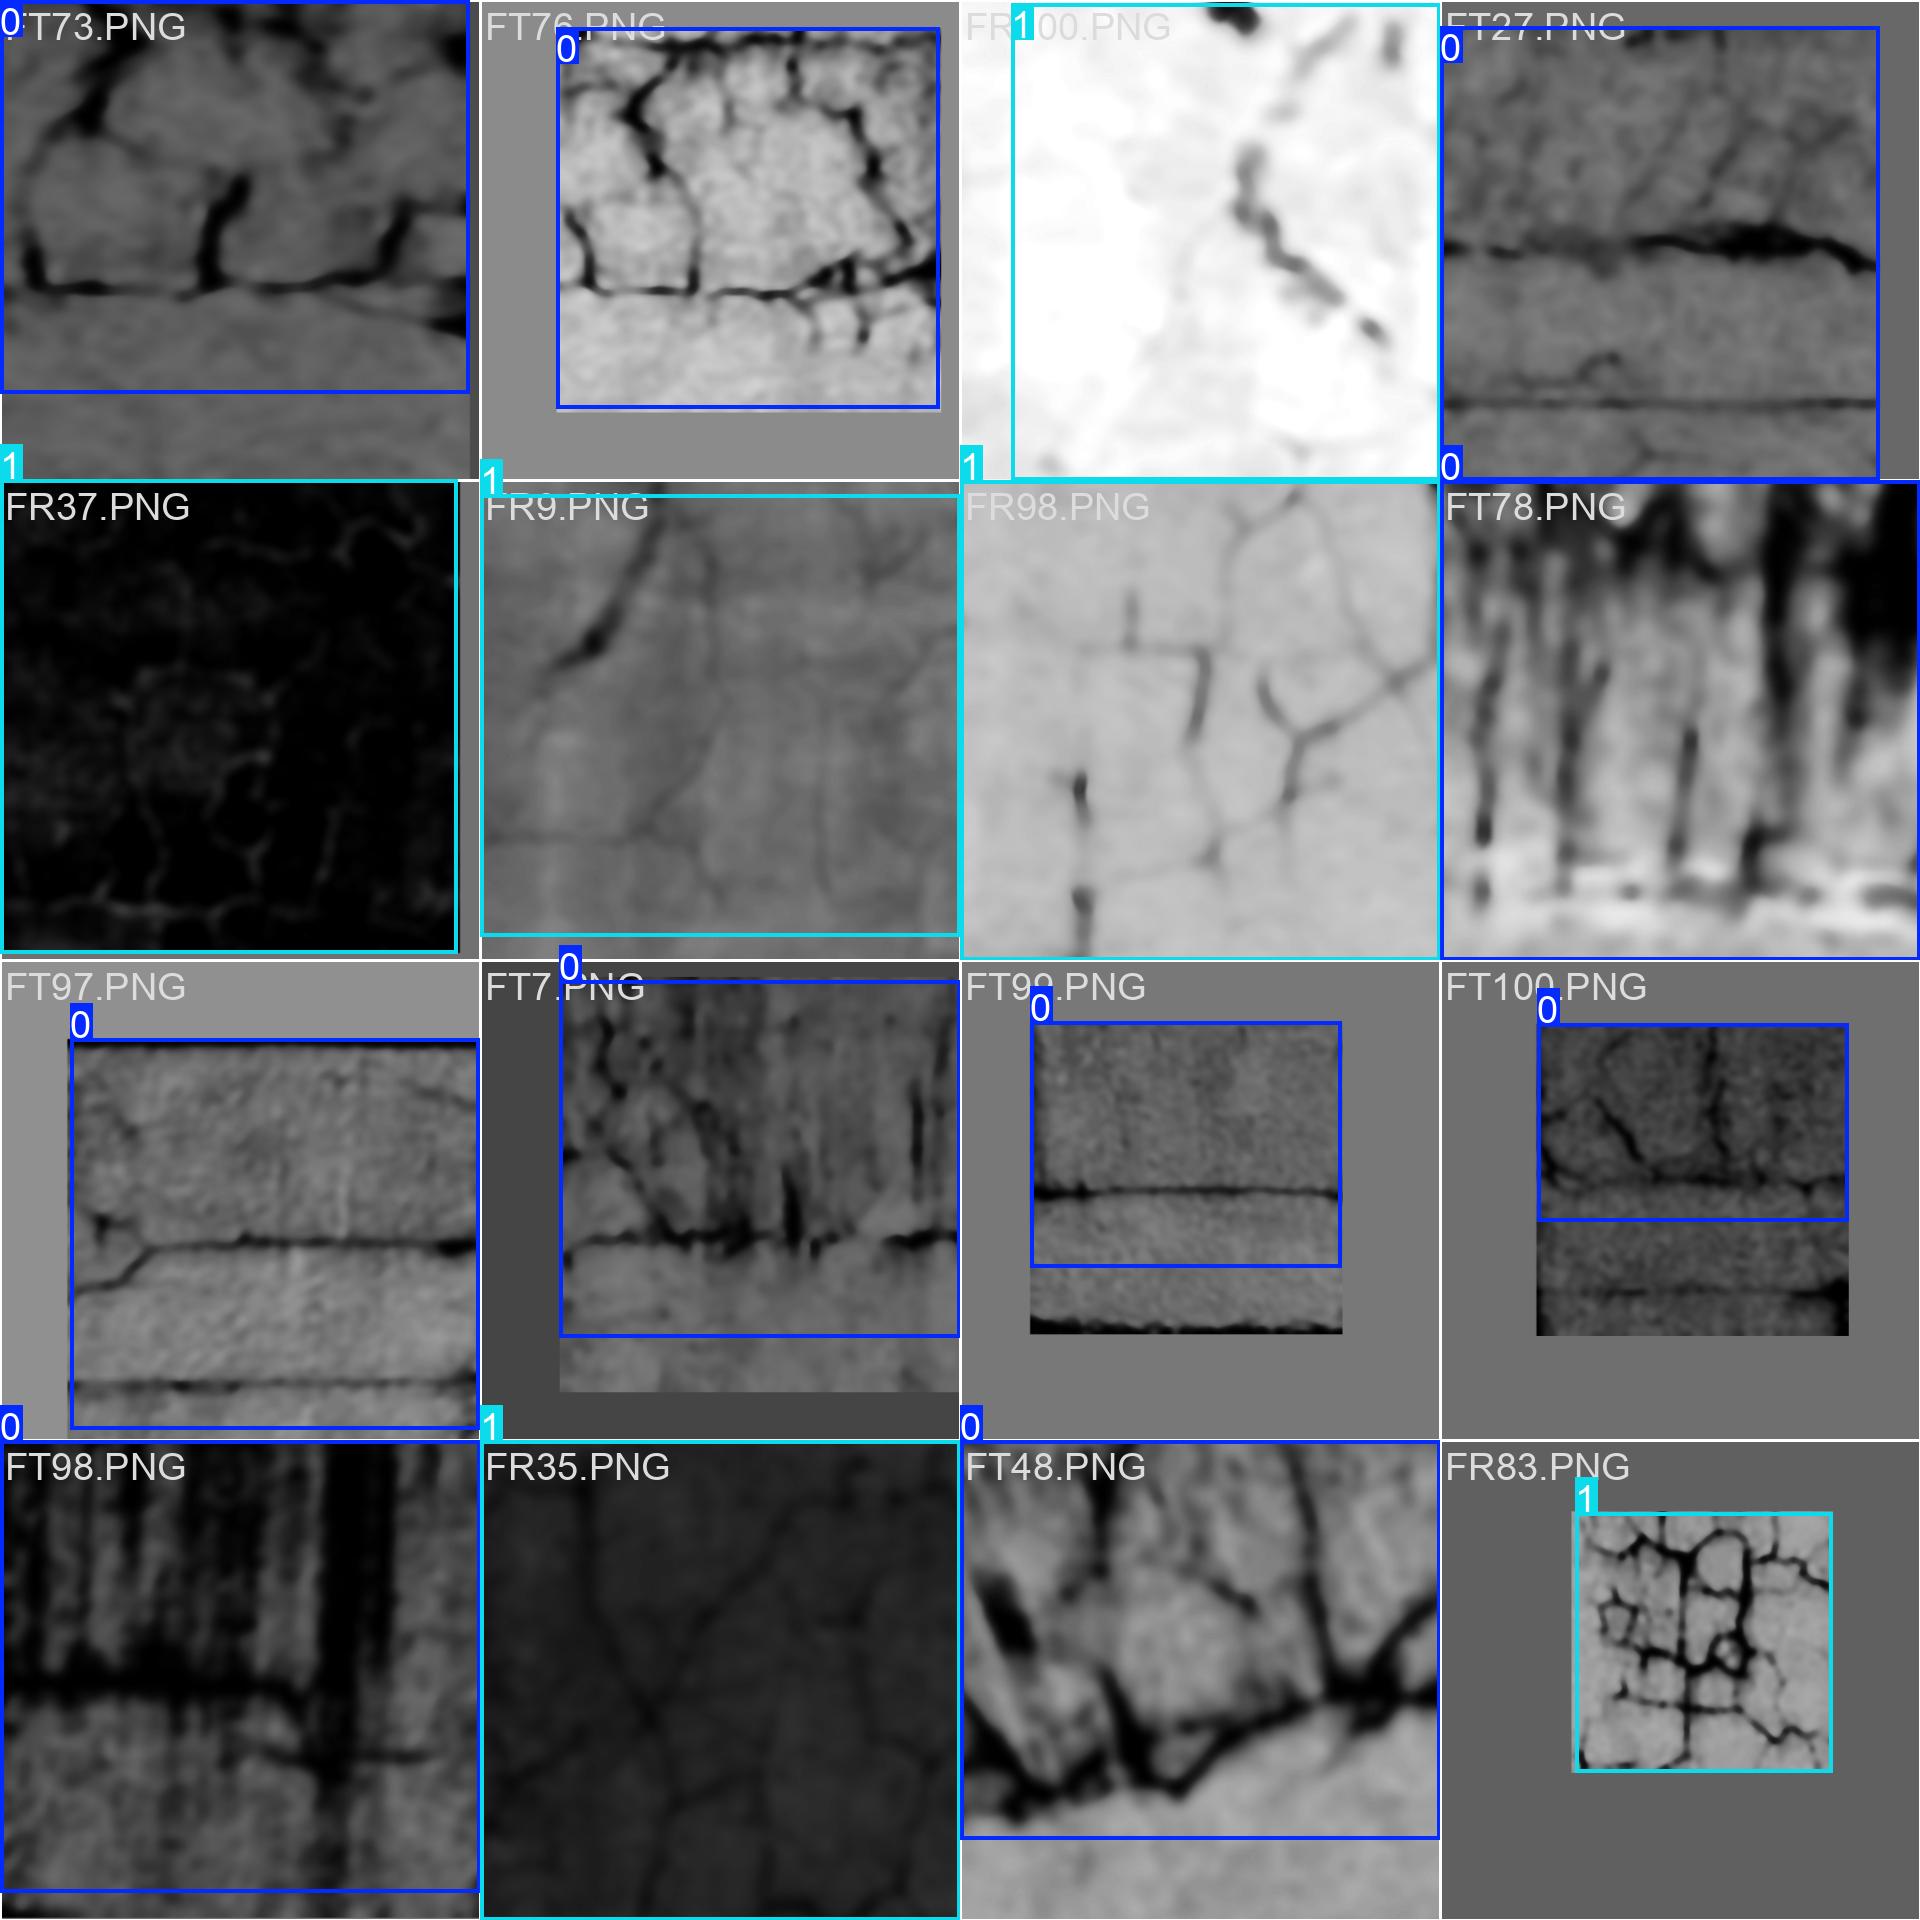 0 FT73.PNG
FT76.PNG
0
FR100.PNG
1
FT27.PNG
0
1
FR37.PNG
1
FR9.PNG
1
FR98.PNG
0
FT78.PNG
FT97.PNG
0
0
FT7.PNG
FT99.PNG
0
FT100.PNG
0
0
FT98.PNG
1
FR35.PNG
0
FT48.PNG
FR83.PNG
1